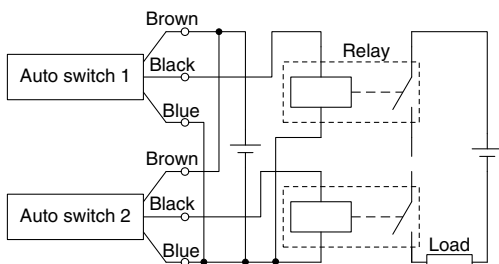 Brown
Auto switch 1
Black
Blue
Relay
Brown
Auto switch 2
Black
Blue
Load